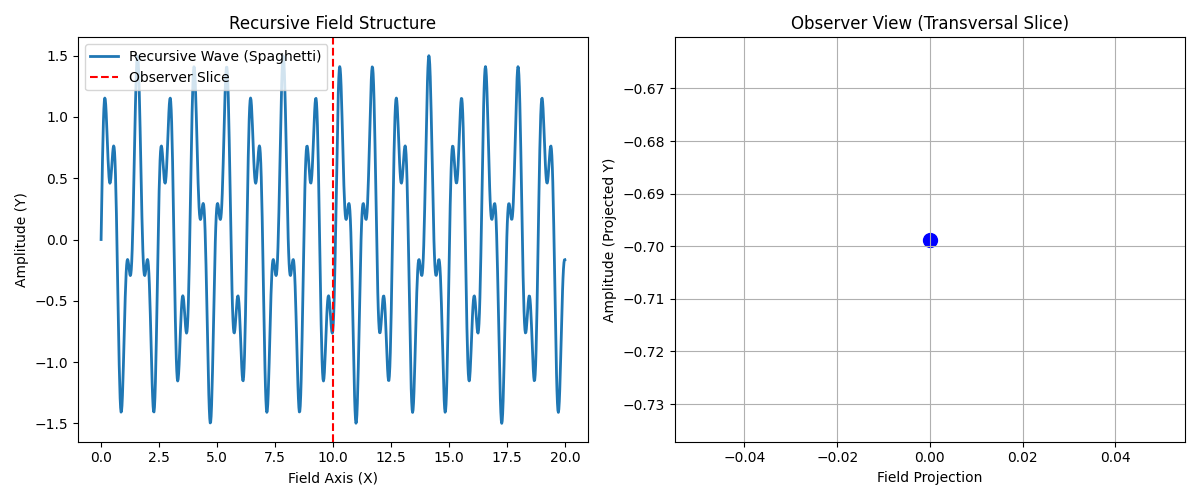 Recursive Field Structure
Recursive Wave (Spaghetti)
Observer Slice
Amplitude (Y)
1.5
1.0
0.5
0.0
−0.5
−1.0
−1.5
0.0 2.5 5.0 7.5 10.0 12.5 15.0 17.5 20.0
Field Axis (X)
Observer View (Transversal Slice)
Amplitude (Projected Y)
−0.67
−0.68
−0.69
−0.70
−0.71
−0.72
−0.73
−0.04 −0.02 0.00 0.02 0.04
Field Projection